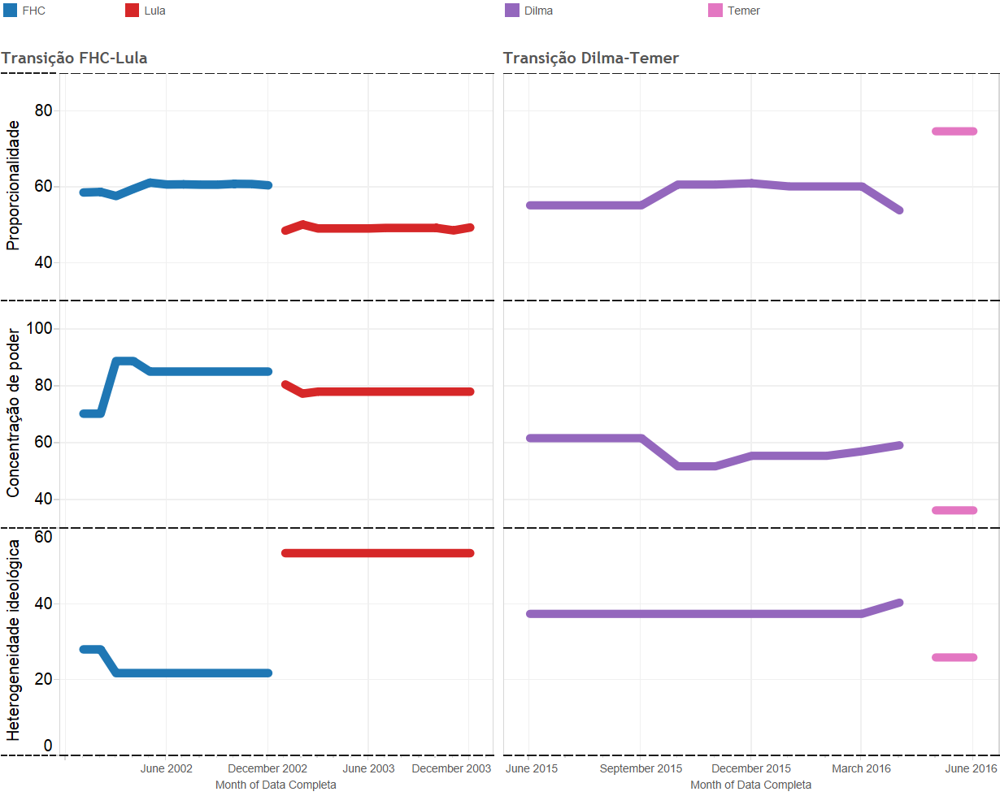 FHC Lula Dilma Temer
Transição FHC-Lula Transição Dilma-Temer
Proporcionalidade
80
60
40
Concentração de poder
100
80
60
40
Heterogeneidade ideológica
60
40
20
0
June 2002 December 2002 June 2003 December 2003 June 2015 September 2015 December 2015 March 2016 June 2016
Month of Data Completa Month of Data Completa